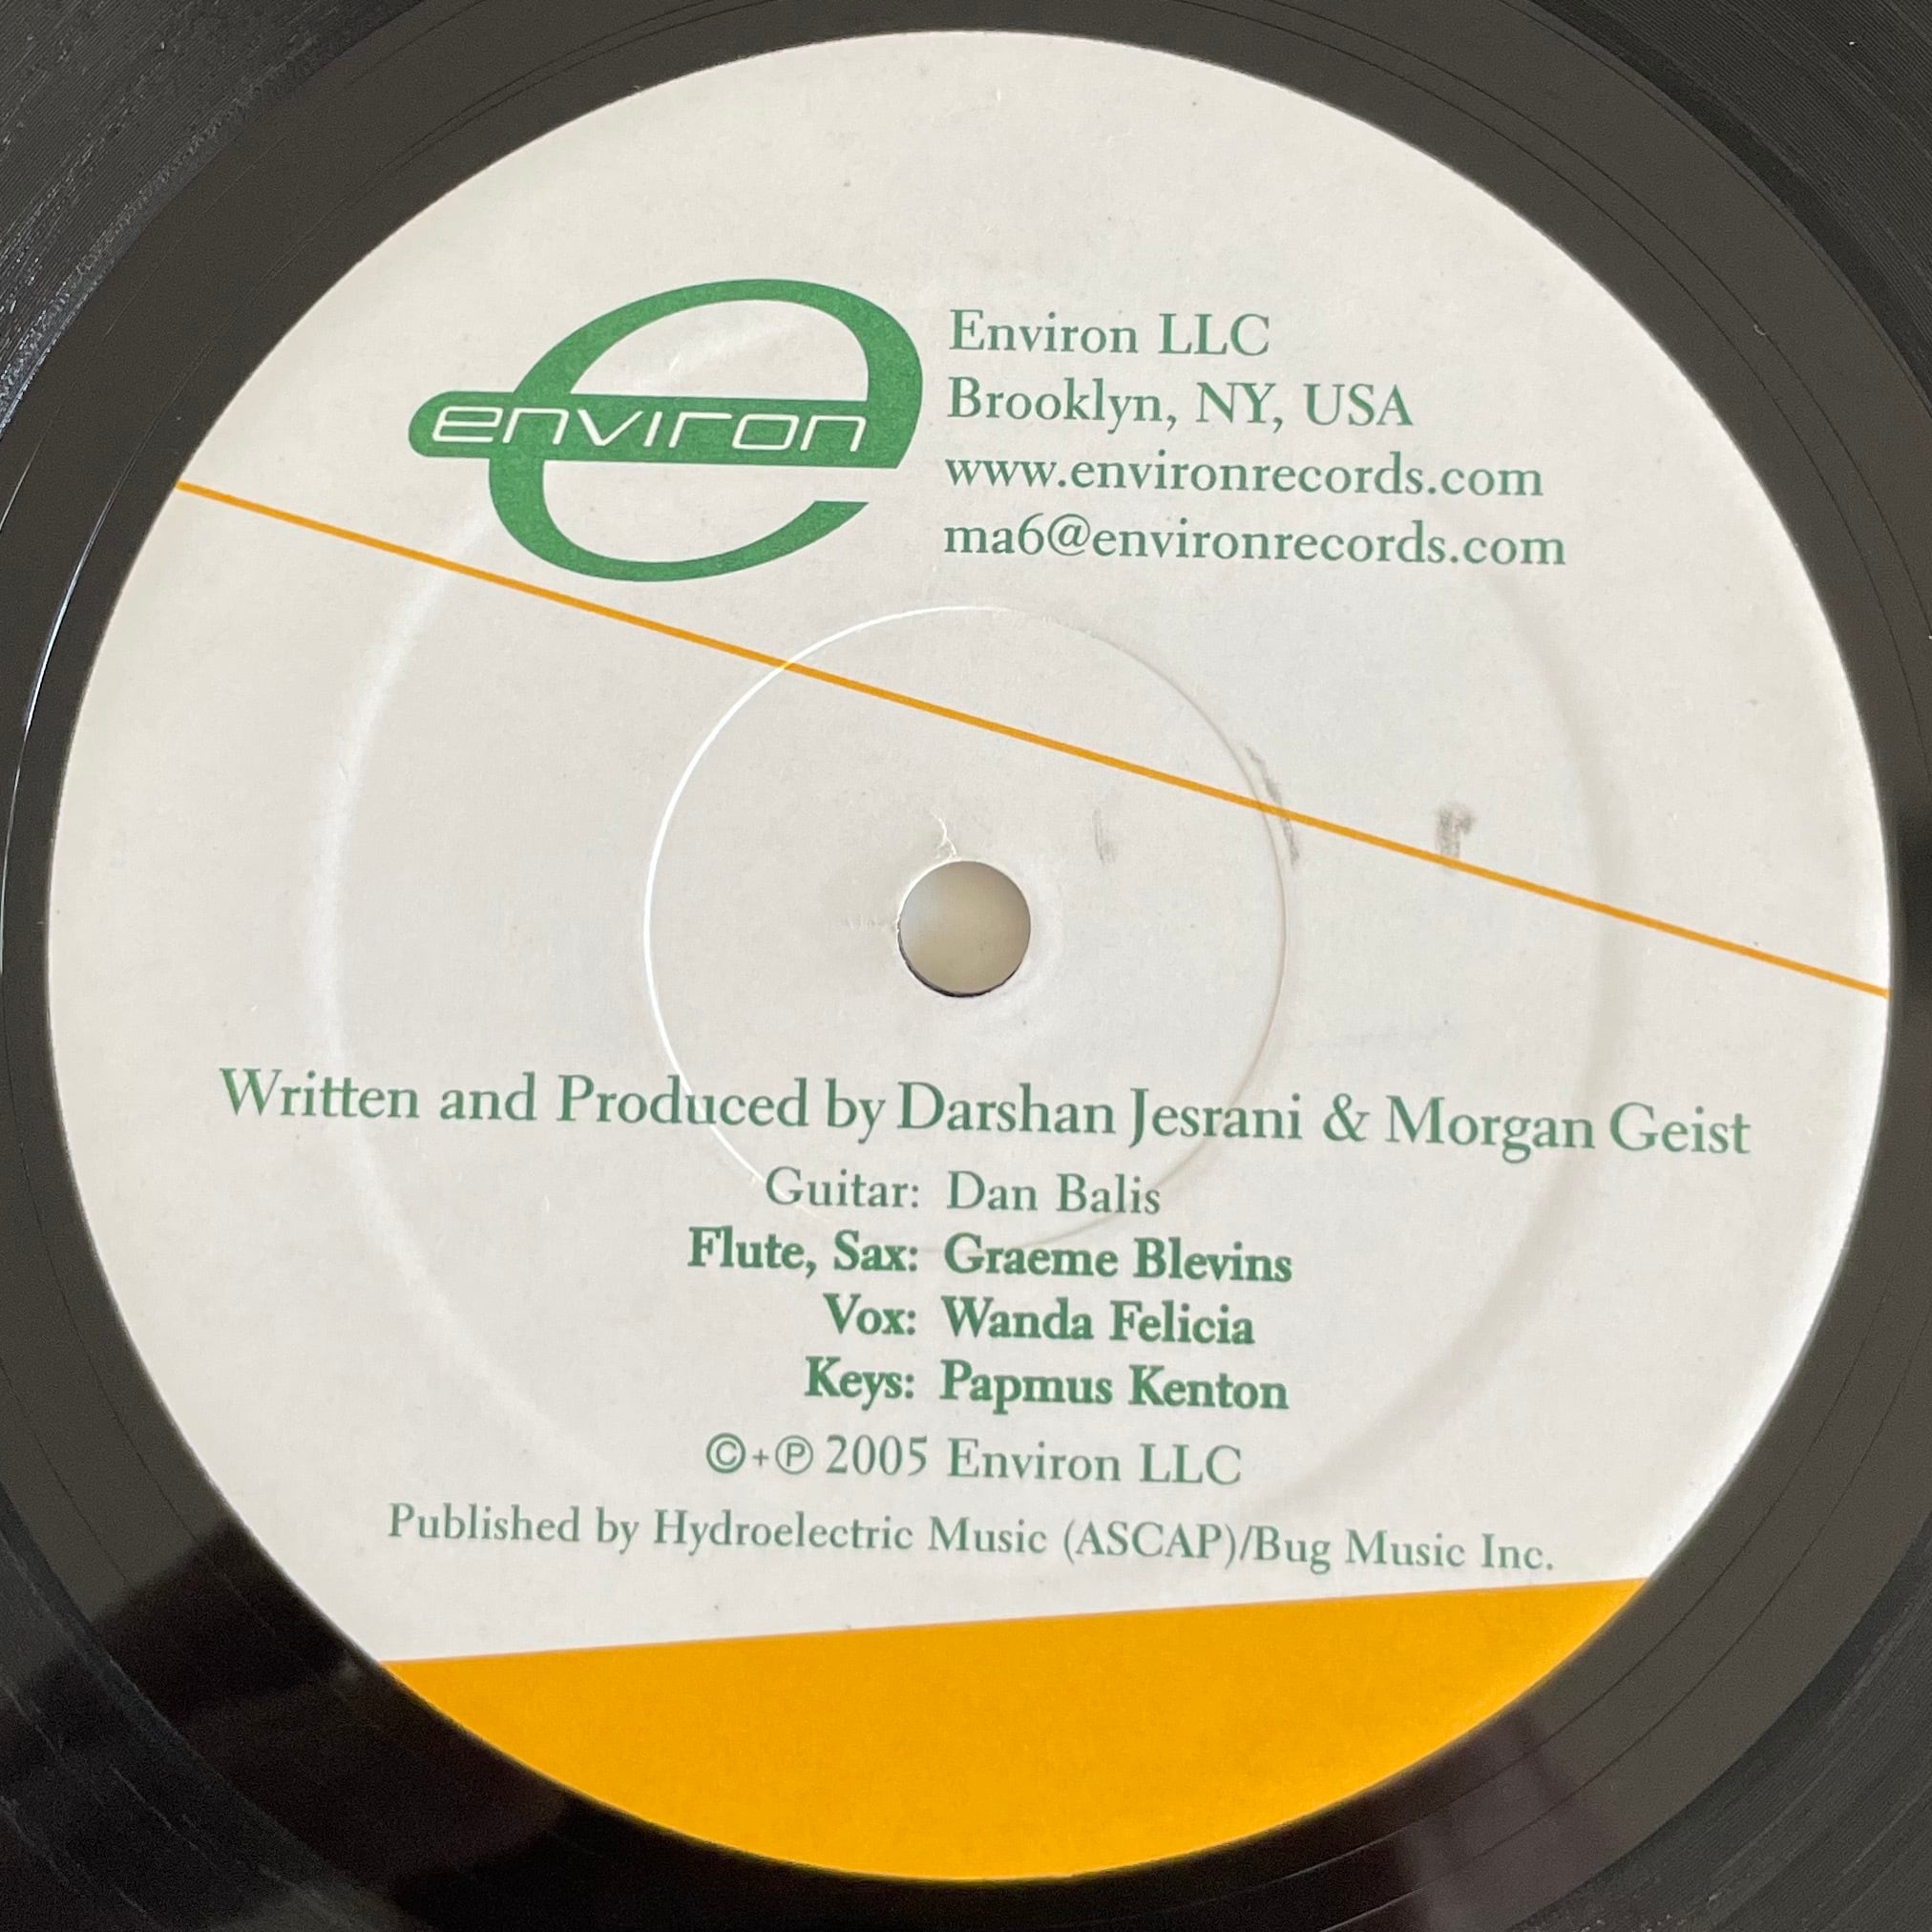 environ
Environ LLC
Brooklyn, NY, USA
www.environrecords.com
ma6@environrecords.com
Written and Produced by Darshan Jesrani & Morgan Geist
Guitar: Dan Balis
Flute, Sax: Graeme Blevins
Vox: Wanda Felicia
Keys: Papmus Kenton
©+℗ 2005 Environ LLC
Published by Hydroelectric Music (ASCAP)/Bug Music Inc.